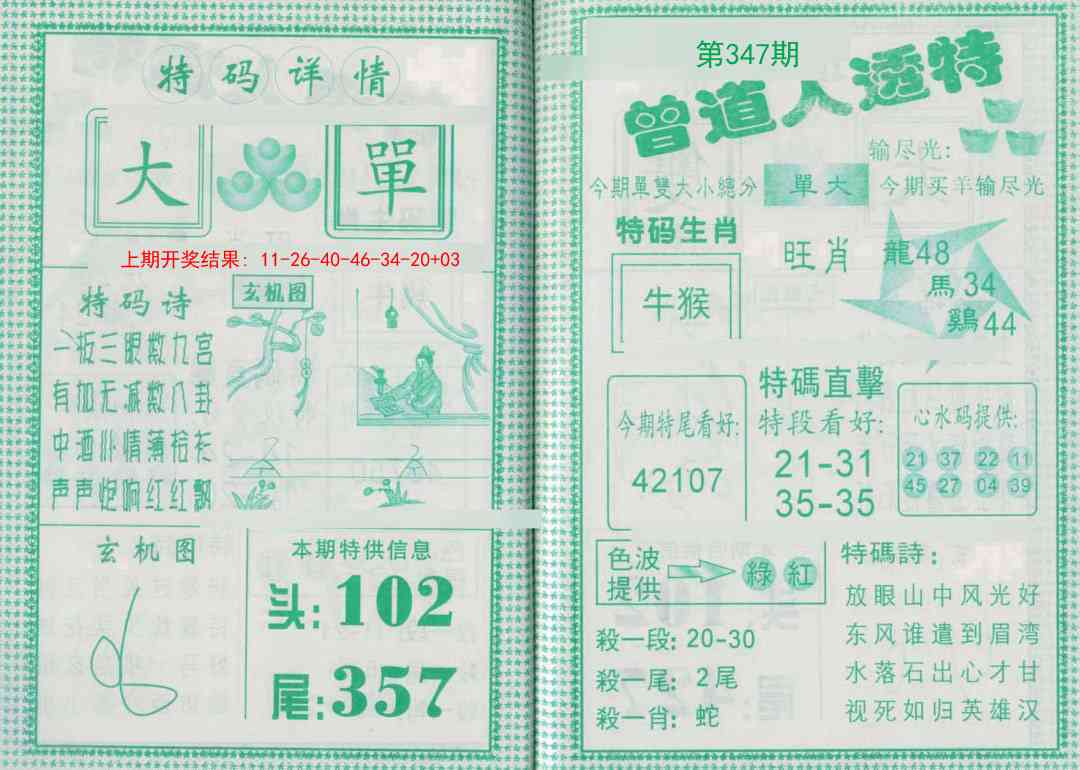 特码详情
大
單
上期开奖结果: 11-26-40-46-34-20+03
特码诗
一板三眼数九宫
有加无减数八卦
声声炮响红红飘
玄机图
玄机图
本期特供信息
头:102
尾:357
第347期
曾道人透特
输尽光:
今期單雙大小總分
單大
今期买羊输尽光
特码生肖
牛猴
旺肖
龍48
馬34
鷄44
今期特尾看好:
42107
特碼直擊
特段看好:
21-31
35-35
心水码提供:
21 37 22 11
45 27 04 39
色波
提供
綠 紅
殺一段: 20-30
殺一尾: 2尾
殺一肖: 蛇
特碼詩:
放眼山中风光好
东风谁遣到眉湾
水落石出心才甘
视死如归英雄汉